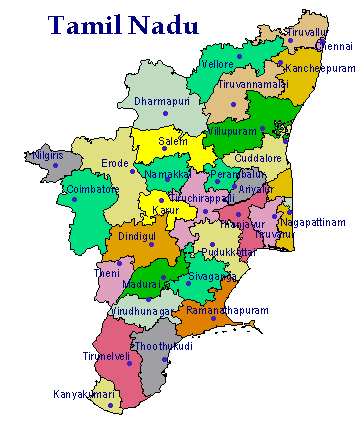 Tamil Nadu
Tiruvallur
Chennai
Vellore
Kancheepuram
Tiruvannamalai
Dharmapuri
Villupuram
Salem
Cuddalore
Nilgiris
Erode
Namakkal
Perambalur
Ariyalur
Coimbatore
Tiruchirappalli
Karur
Thanjavur
Nagapattinam
Tiruvarur
Dindigul
Pudukkottai
Theni
Madurai
Sivaganga
Virudhunagar
Ramanathapuram
Thoothukudi
Tirunelveli
Kanyakumari